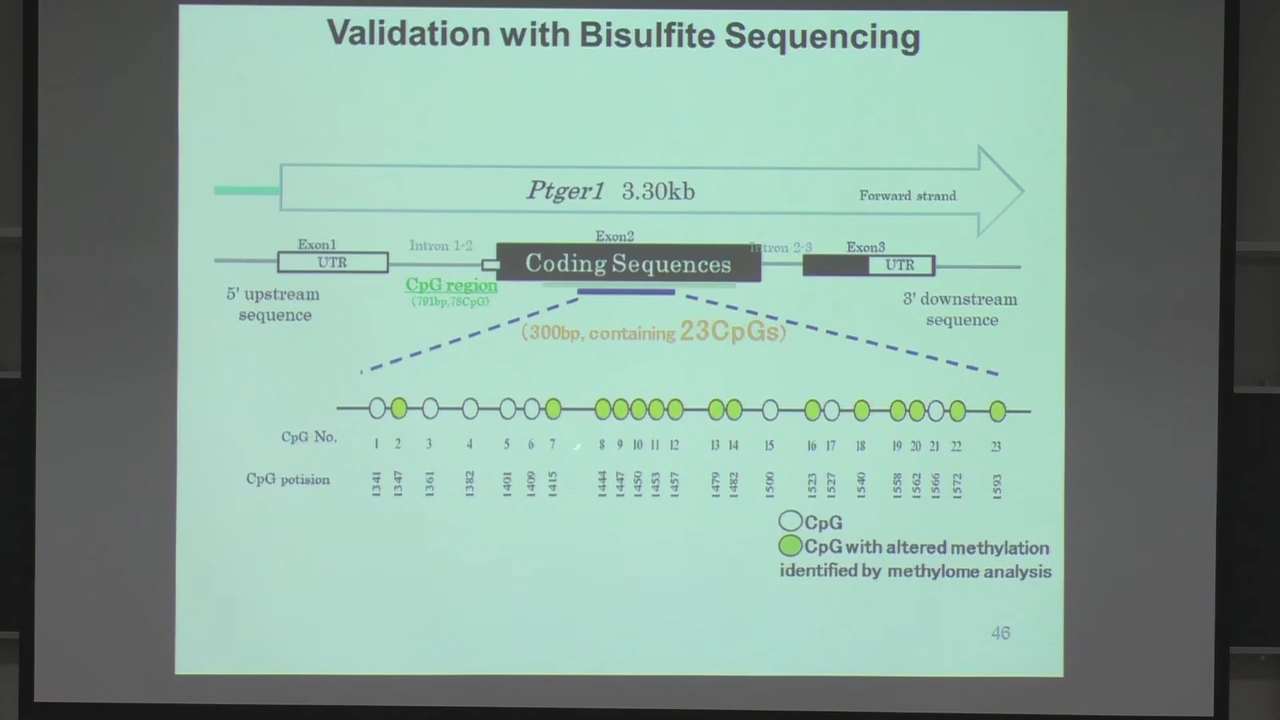 Validation with Bisulfite Sequencing
Ptger1 3.30kb
Forward strand
Exon1
Intron 1-2
Exon2
Intron 2-3
Exon3
UTR
Coding Sequences
UTR
CpG region
(791bp,78CpG)
5' upstream
sequence
3' downstream
sequence
(300bp, containing 23CpGs)
CpG No. 1 2 3 4 5 6 7 8 9 10 11 12 13 14 15 16 17 18 19 20 21 22 23
CpG potision 1341 1347 1361 1382 1401 1409 1415 1444 1447 1450 1453 1457 1479 1482 1500 1523 1527 1540 1558 1562 1566 1572 1593
CpG
CpG with altered methylation
identified by methylome analysis
46